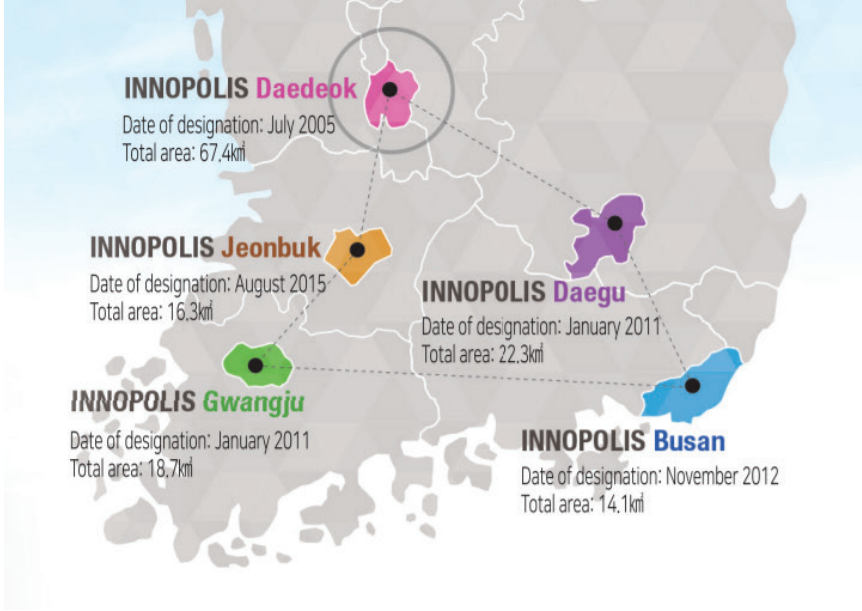 INNOPOLIS Daedeok
Date of designation: July 2005
Total area: 67.4㎢
INNOPOLIS Jeonbuk
Date of designation: August 2015
Total area: 16.3㎢
INNOPOLIS Daegu
Date of designation: January 2011
Total area: 22.3㎢
INNOPOLIS Gwangju
Date of designation: January 2011
Total area: 18.7㎢
INNOPOLIS Busan
Date of designation: November 2012
Total area: 14.1㎢